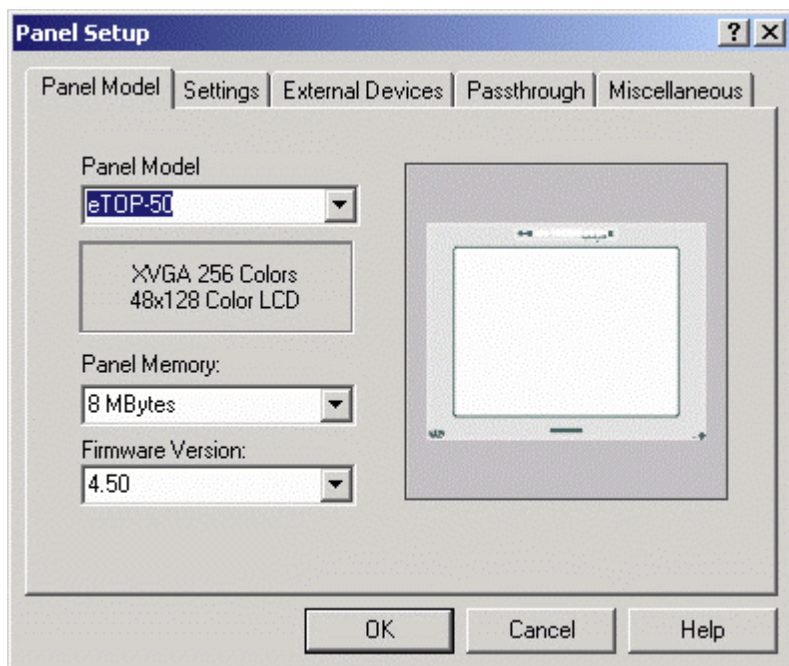 Panel Setup
Panel Model
Settings
External Devices
Passthrough
Miscellaneous
Panel Model
eTOP-50
XVGA 256 Colors
48x128 Color LCD
Panel Memory:
8 MBytes
Firmware Version:
4.50
OK
Cancel
Help